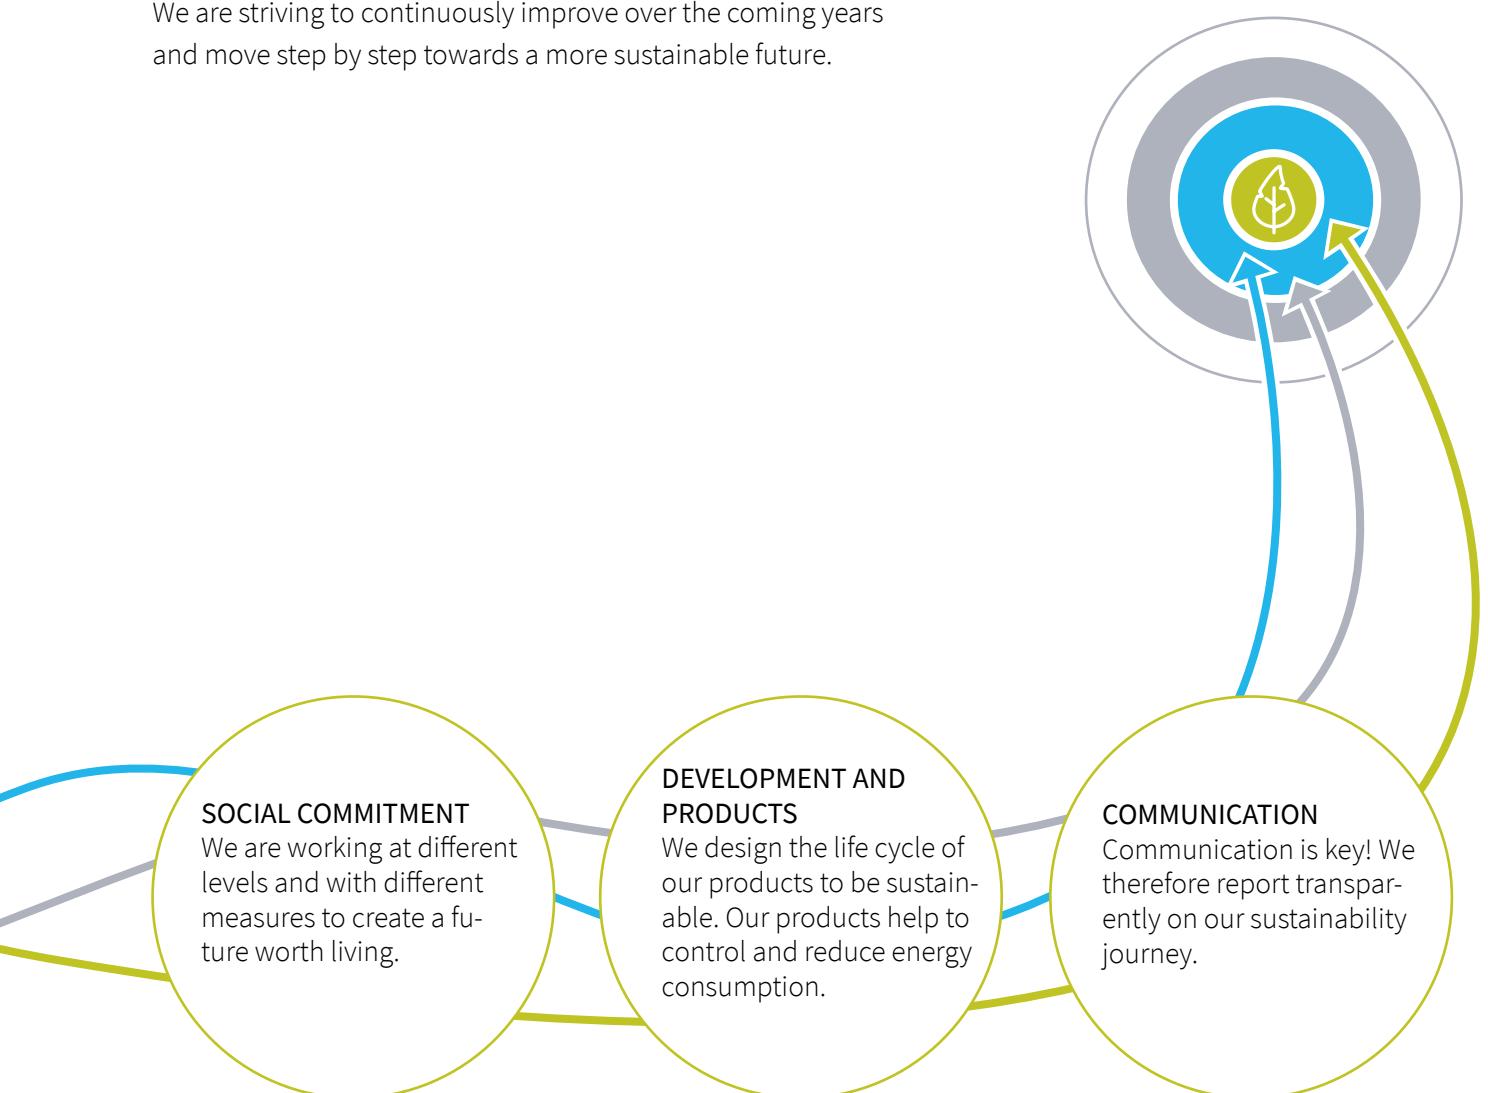 We are striving to continuously improve over the coming years
and move step by step towards a more sustainable future.
SOCIAL COMMITMENT
We are working at different
levels and with different
measures to create a fu-
ture worth living.
DEVELOPMENT AND
PRODUCTS
We design the life cycle of
our products to be sustain-
able. Our products help to
control and reduce energy
consumption.
COMMUNICATION
Communication is key! We
therefore report transpar-
ently on our sustainability
journey.